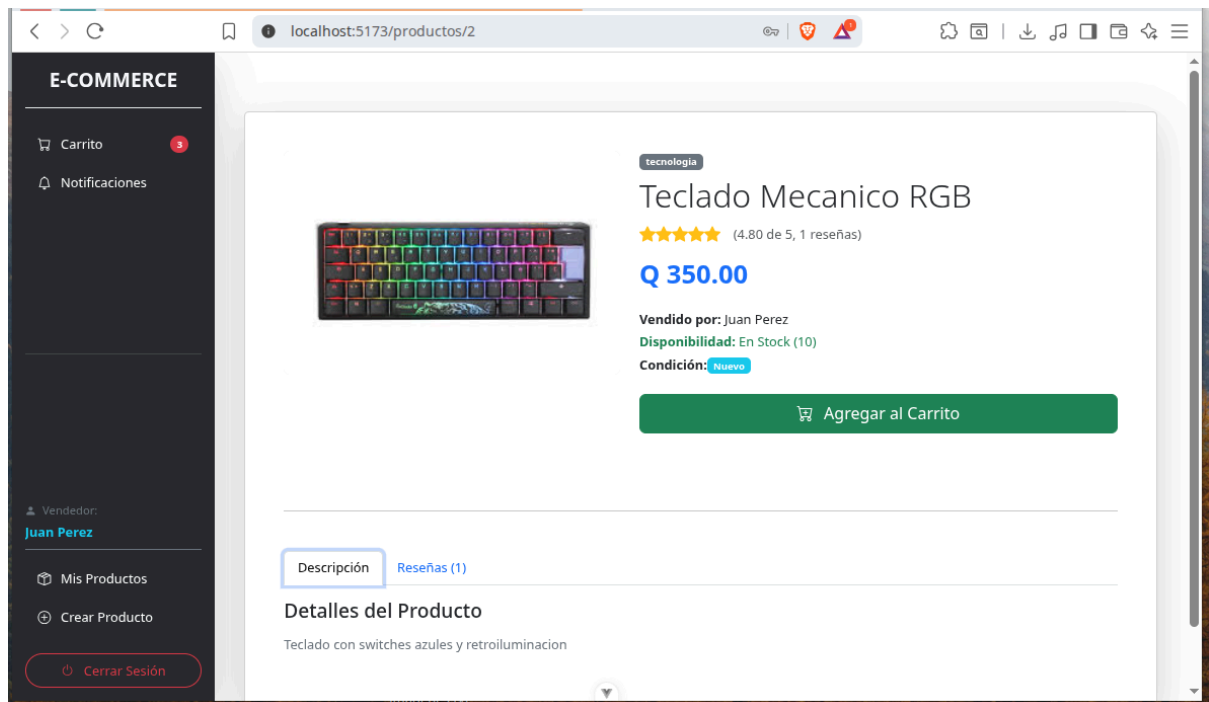 localhost:5173/productos/2
E-COMMERCE
Carrito 3
Notificaciones
Vendedor:
Juan Perez
Mis Productos
Crear Producto
Cerrar Sesión
tecnologia
Teclado Mecanico RGB
(4.80 de 5, 1 reseñas)
Q 350.00
Vendido por: Juan Perez
Disponibilidad: En Stock (10)
Condición: Nuevo
Agregar al Carrito
Descripción Reseñas (1)
Detalles del Producto
Teclado con switches azules y retroiluminacion